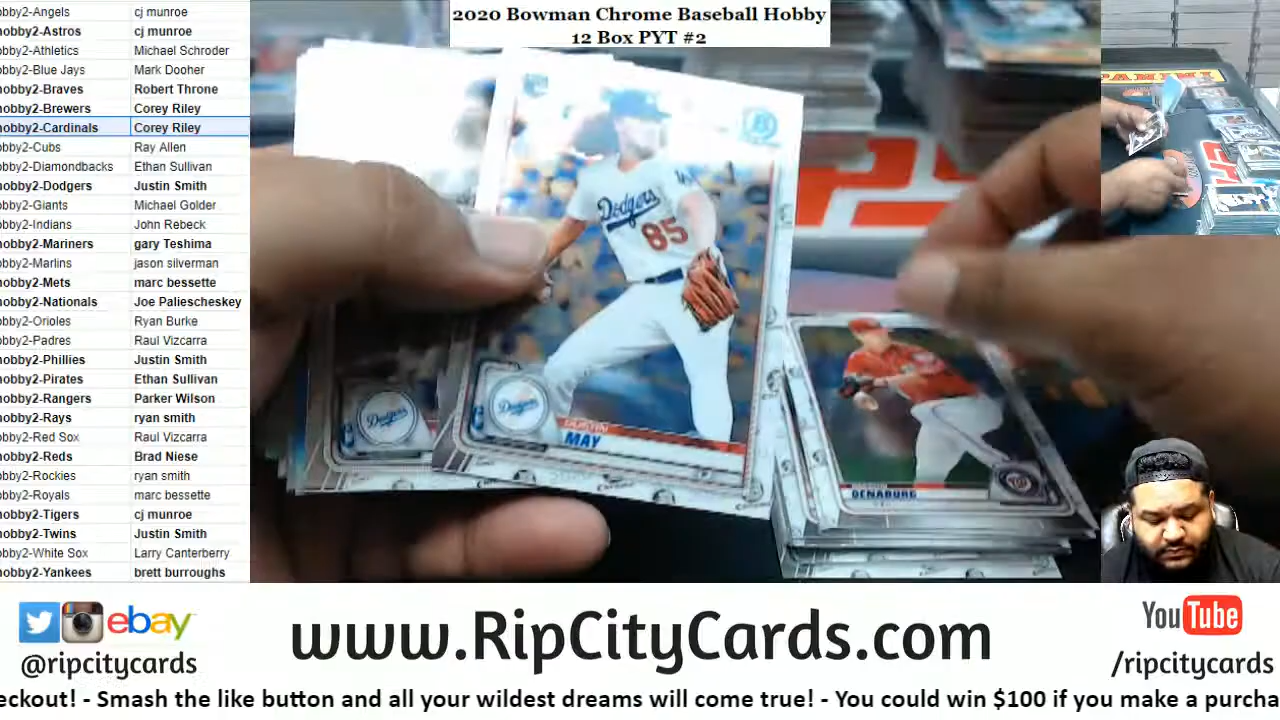 2020 Bowman Chrome Baseball Hobby
12 Box PYT #2
obby2-Angels cj munroe
hobby2-Astros cj munroe
obby2-Athletics Michael Schroder
obby2-Blue Jays Mark Dooher
hobby2-Braves Robert Throne
hobby2-Brewers Corey Riley
hobby2-Cardinals Corey Riley
obby2-Cubs Ray Allen
obby2-Diamondbacks Ethan Sullivan
hobby2-Dodgers Justin Smith
obby2-Giants Michael Golder
obby2-Indians John Rebeck
hobby2-Mariners gary Teshima
obby2-Marlins jason silverman
hobby2-Mets marc bessette
hobby2-Nationals Joe Paliescheskey
obby2-Orioles Ryan Burke
obby2-Padres Raul Vizcarra
hobby2-Phillies Justin Smith
hobby2-Pirates Ethan Sullivan
hobby2-Rangers Parker Wilson
hobby2-Rays ryan smith
obby2-Red Sox Raul Vizcarra
hobby2-Reds Brad Niese
obby2-Rockies ryan smith
obby2-Royals marc bessette
hobby2-Tigers cj munroe
hobby2-Twins Justin Smith
obby2-White Sox Larry Canterberry
hobby2-Yankees brett burroughs
PANINI
Dodgers
85
Dodgers
Dodgers
DUSTIN
MAY
DENABURG
ebay
@ripcitycards
www.RipCityCards.com
YouTube
/ripcitycards
eckout! - Smash the like button and all your wildest dreams will come true! - You could win $100 if you make a purcha